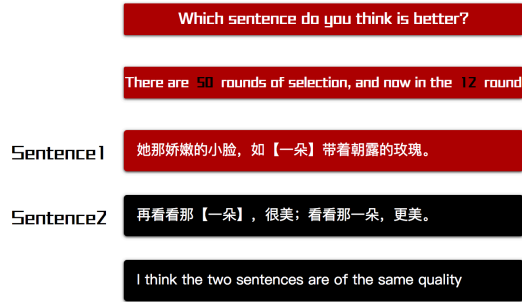 Which sentence do you think is better?
There are 50 rounds of selection, and now in the 12 round
Sentence1 她那娇嫩的小脸，如【一朵】带着朝露的玫瑰。
Sentence2 再看看那【一朵】，很美；看看那一朵，更美。
I think the two sentences are of the same quality